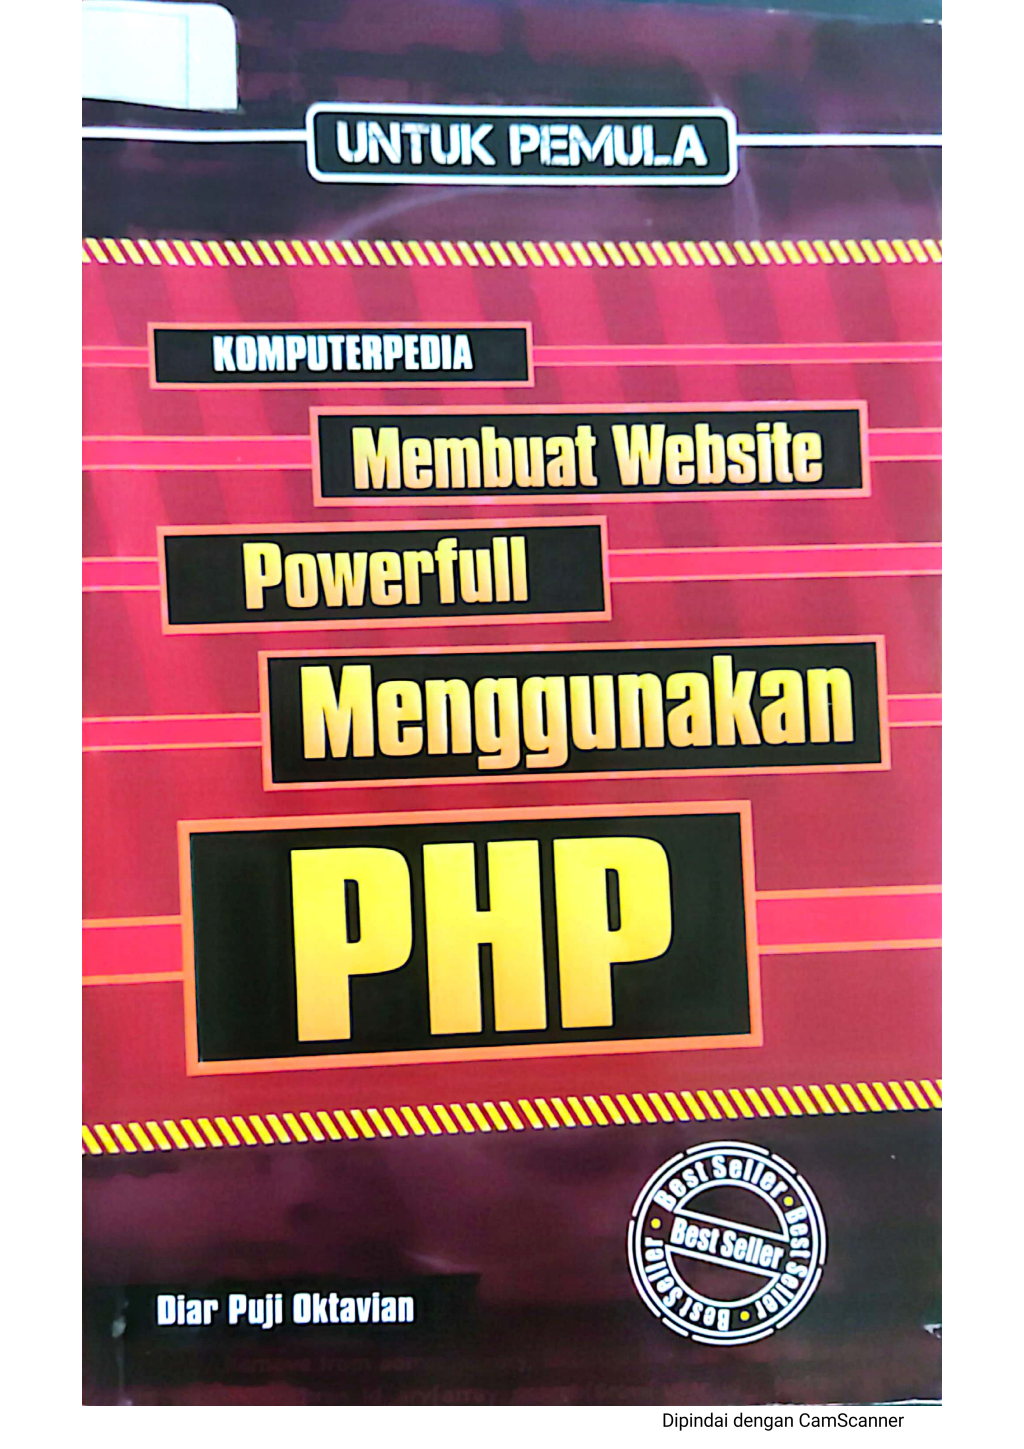 UNTUK PEMULA
KOMPUTERPEDIA
Membuat Website
Powerfull
Menggunakan
PHP
Best Seller • Best Seller • Best Seller •
Best Seller
Diar Puji Oktavian
Dipindai dengan CamScanner